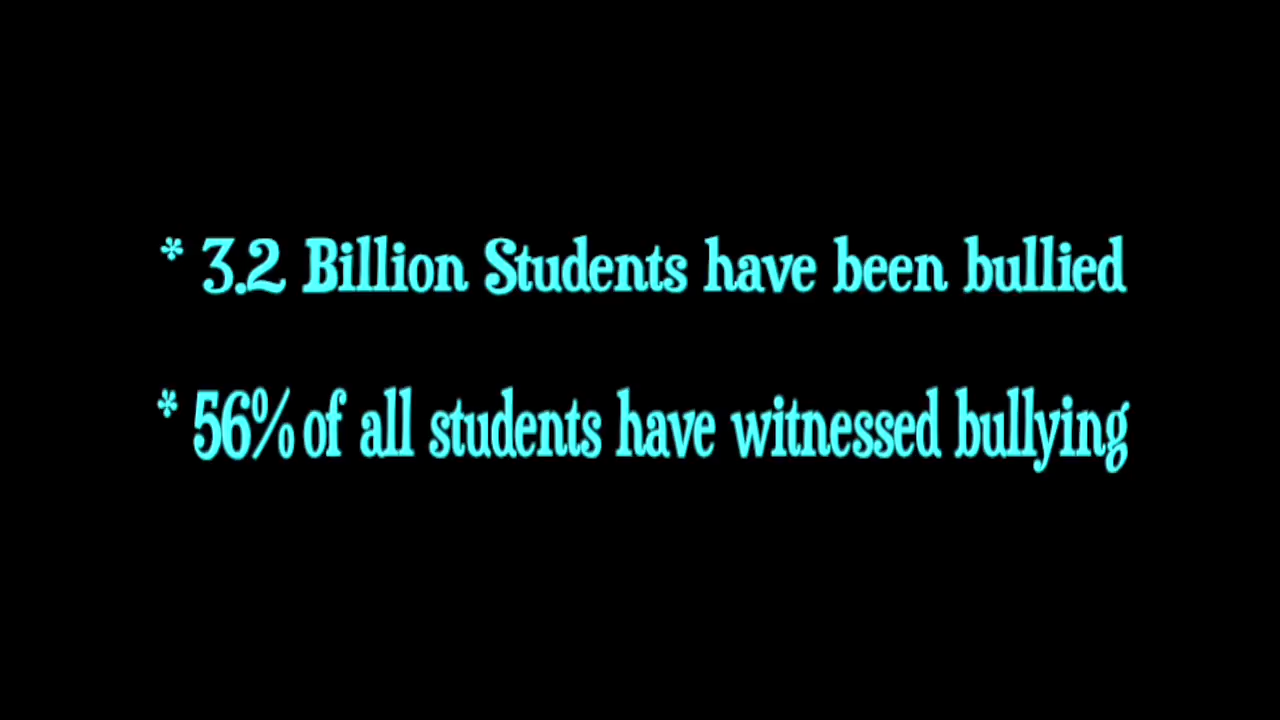 * 3.2 Billion Students have been bullied
* 56% of all students have witnessed bullying